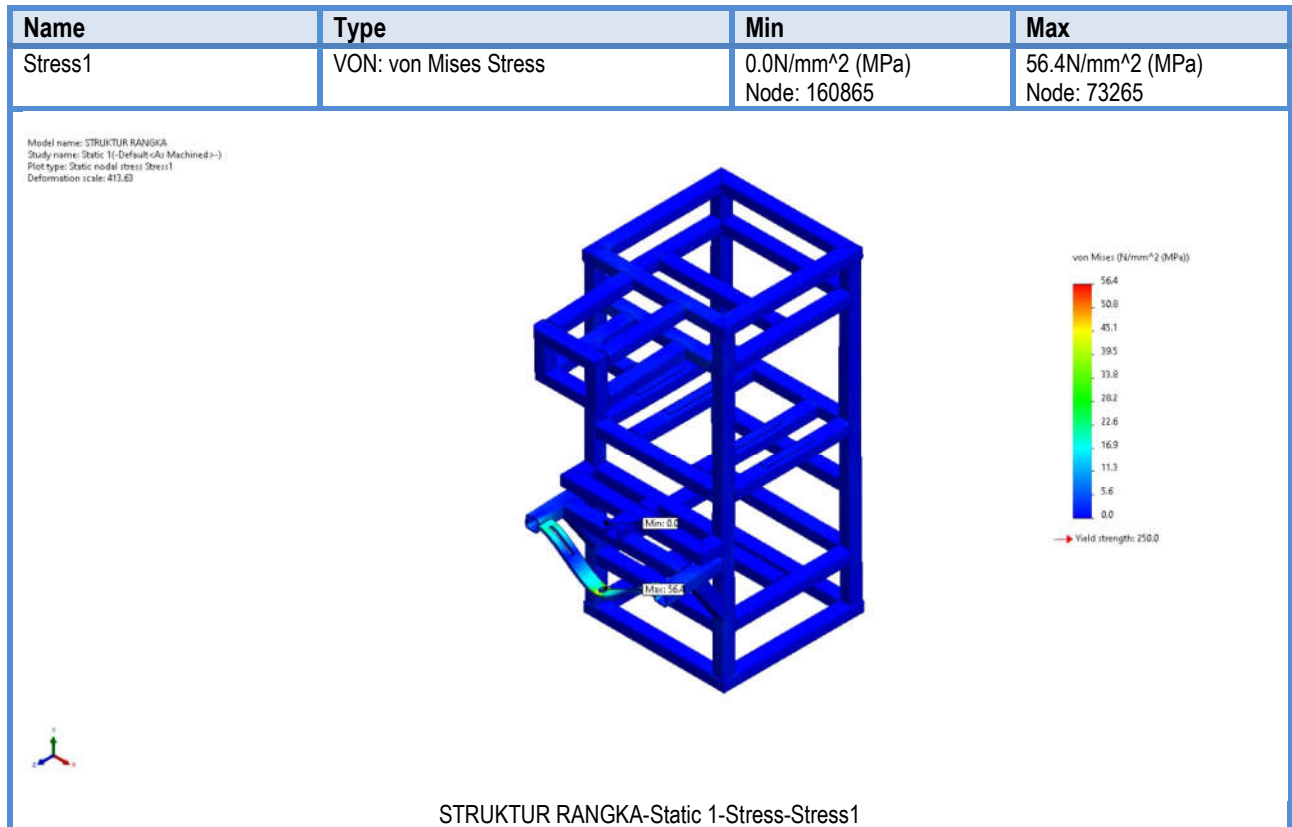 Name Type Min Max
Stress1 VON: von Mises Stress 0.0N/mm^2 (MPa) 56.4N/mm^2 (MPa)
Node: 160865 Node: 73265
Model name: STRUKTUR RANGKA
Study name: Static 1(-Default<As Machined>-)
Plot type: Static nodal stress Stress1
Deformation scale: 413.63
von Mises (N/mm^2 (MPa))
56.4
50.8
45.1
39.5
33.8
28.2
22.6
16.9
11.3
5.6
0.0
Yield strength: 250.0
Min: 0.0
Max: 56.4
Y
Z
X
STRUKTUR RANGKA-Static 1-Stress-Stress1